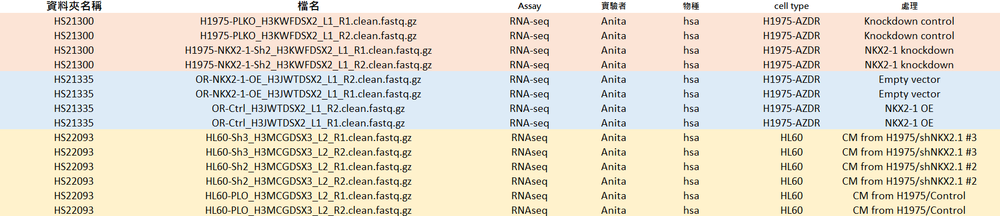 資料夾名稱 檔名 Assay 實驗者 物種 cell type 處理
HS21300 H1975-PLKO_H3KWFDSX2_L1_R1.clean.fastq.gz RNA-seq Anita hsa H1975-AZDR Knockdown control
HS21300 H1975-PLKO_H3KWFDSX2_L1_R2.clean.fastq.gz RNA-seq Anita hsa H1975-AZDR Knockdown control
HS21300 H1975-NKX2-1-Sh2_H3KWFDSX2_L1_R1.clean.fastq.gz RNA-seq Anita hsa H1975-AZDR NKX2-1 knockdown
HS21300 H1975-NKX2-1-Sh2_H3KWFDSX2_L1_R2.clean.fastq.gz RNA-seq Anita hsa H1975-AZDR NKX2-1 knockdown
HS21335 OR-NKX2-1-OE_H3JWTDSX2_L1_R2.clean.fastq.gz RNA-seq Anita hsa H1975-AZDR Empty vector
HS21335 OR-NKX2-1-OE_H3JWTDSX2_L1_R1.clean.fastq.gz RNA-seq Anita hsa H1975-AZDR Empty vector
HS21335 OR-Ctrl_H3JWTDSX2_L1_R2.clean.fastq.gz RNA-seq Anita hsa H1975-AZDR NKX2-1 OE
HS21335 OR-Ctrl_H3JWTDSX2_L1_R1.clean.fastq.gz RNA-seq Anita hsa H1975-AZDR NKX2-1 OE
HS22093 HL60-Sh3_H3MCGDSX3_L2_R1.clean.fastq.gz RNAseq Anita hsa HL60 CM from H1975/shNKX2.1 #3
HS22093 HL60-Sh3_H3MCGDSX3_L2_R2.clean.fastq.gz RNAseq Anita hsa HL60 CM from H1975/shNKX2.1 #3
HS22093 HL60-Sh2_H3MCGDSX3_L2_R1.clean.fastq.gz RNAseq Anita hsa HL60 CM from H1975/shNKX2.1 #2
HS22093 HL60-Sh2_H3MCGDSX3_L2_R2.clean.fastq.gz RNAseq Anita hsa HL60 CM from H1975/shNKX2.1 #2
HS22093 HL60-PLO_H3MCGDSX3_L2_R1.clean.fastq.gz RNAseq Anita hsa HL60 CM from H1975/Control
HS22093 HL60-PLO_H3MCGDSX3_L2_R2.clean.fastq.gz RNAseq Anita hsa HL60 CM from H1975/Control